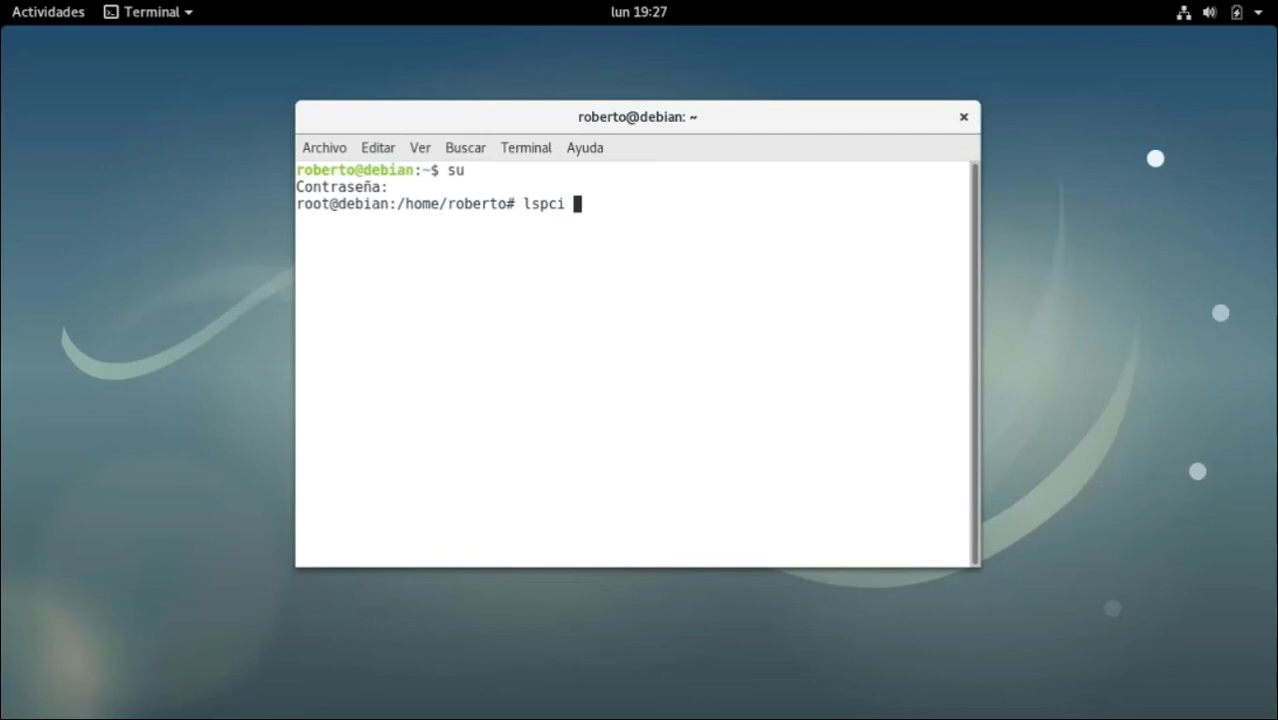 Actividades Terminal lun 19:27
roberto@debian: ~
Archivo Editar Ver Buscar Terminal Ayuda
roberto@debian:~$ su
Contraseña:
root@debian:/home/roberto# lspci